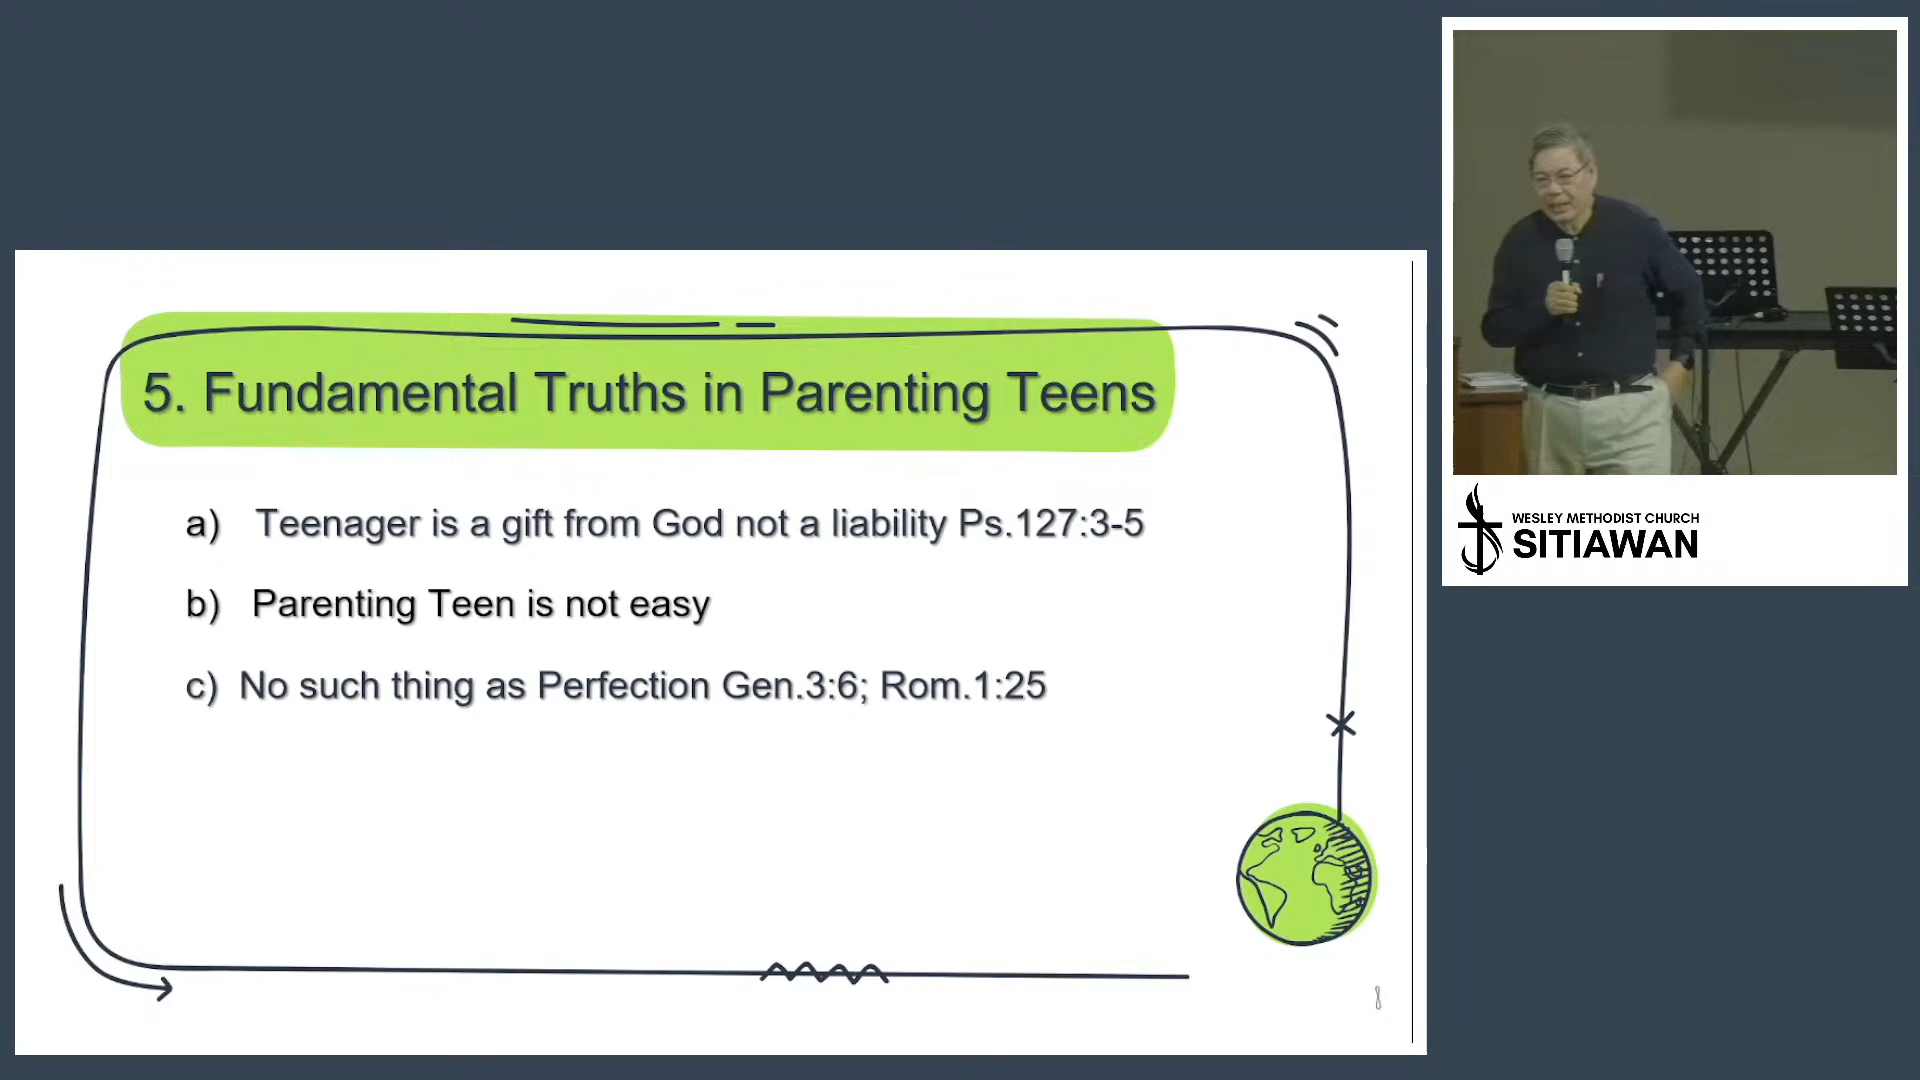 5. Fundamental Truths in Parenting Teens
a) Teenager is a gift from God not a liability Ps.127:3-5
b) Parenting Teen is not easy
c) No such thing as Perfection Gen.3:6; Rom.1:25
8
WESLEY METHODIST CHURCH
SITIAWAN